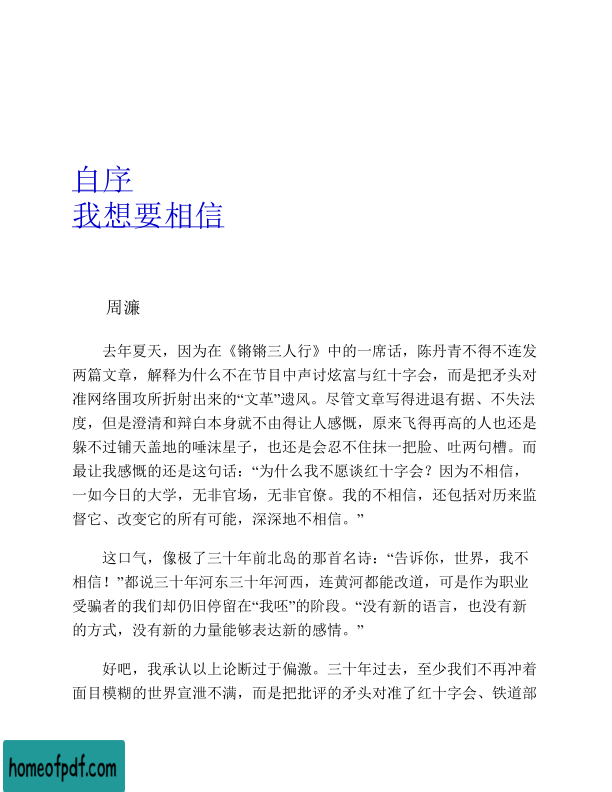 自序
我想要相信
周濂
去年夏天，因为在《锵锵三人行》中的一席话，陈丹青不得不连发
两篇文章，解释为什么不在节目中声讨炫富与红十字会，而是把矛头对
准网络围攻所折射出来的“文革”遗风。尽管文章写得进退有据、不失法
度，但是澄清和辩白本身就不由得让人感慨，原来飞得再高的人也还是
躲不过铺天盖地的唾沫星子，也还是会忍不住抹一把脸、吐两句槽。而
最让我感慨的还是这句话：“为什么我不愿谈红十字会？因为不相信，
一如今日的大学，无非官场，无非官僚。我的不相信，还包括对历来监
督它、改变它的所有可能，深深地不相信。”
这口气，像极了三十年前北岛的那首名诗：“告诉你，世界，我不
相信！”都说三十年河东三十年河西，连黄河都能改道，可是作为职业
受骗者的我们却仍旧停留在“我呸”的阶段。“没有新的语言，也没有新
的方式，没有新的力量能够表达新的感情。”
好吧，我承认以上论断过于偏激。三十年过去，至少我们不再冲着
面目模糊的世界宣泄不满，而是把批评的矛头对准了红十字会、铁道部
homeofpdf.com